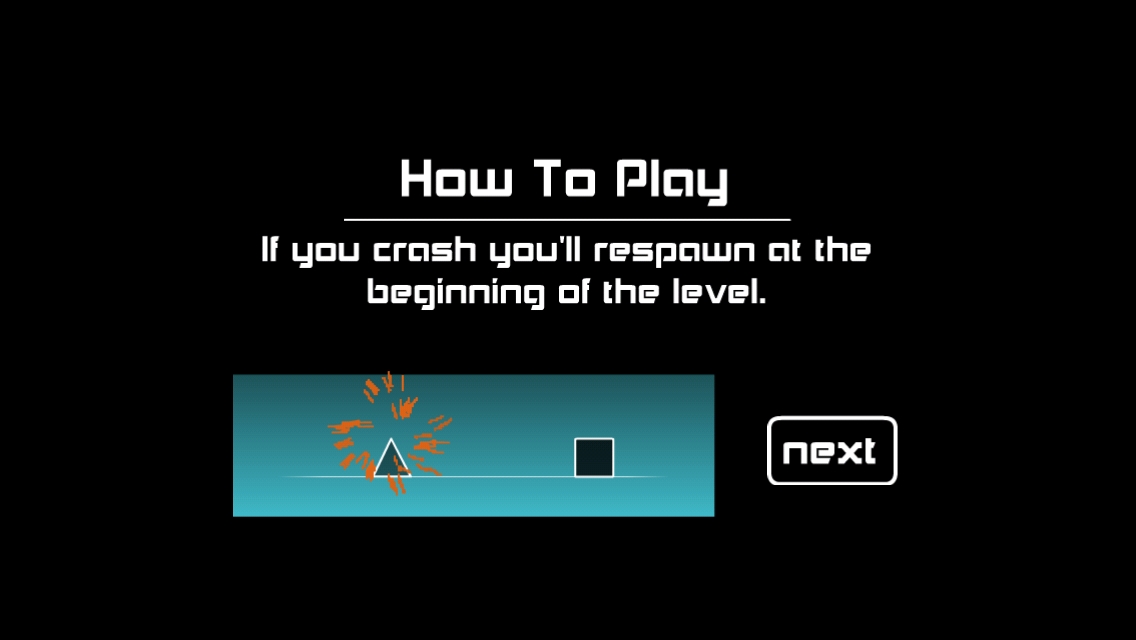 How To Play
If you crash you'll respawn at the
beginning of the level.
next